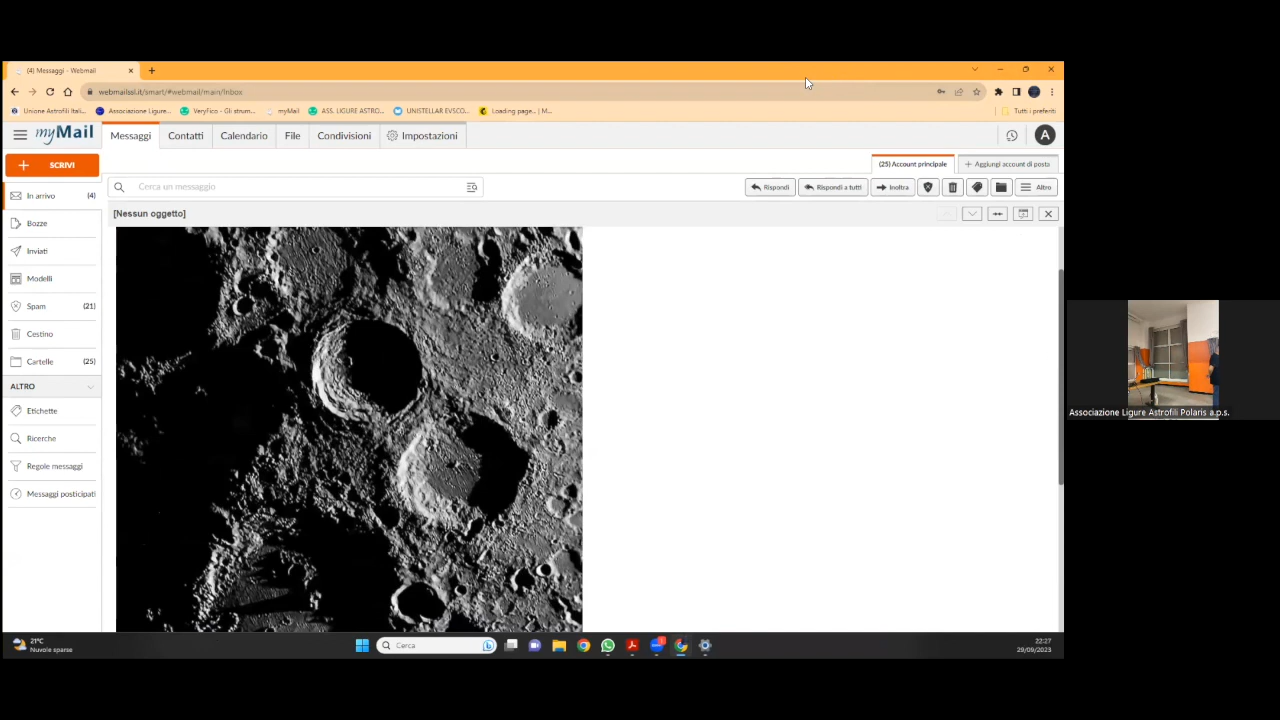 (4) Messaggi - Webmail
webmailssl.it/smart/#webmail/main/Inbox
Unione Astrofili Itali...
Associazione Ligure...
VeryFico - Gli strum...
myMail
ASS. LIGURE ASTRO...
UNISTELLAR EVSCO...
Loading page... | M...
Tutti i preferiti
myMail
Messaggi
Contatti
Calendario
File
Condivisioni
Impostazioni
A
SCRIVI
(25) Account principale
Aggiungi account di posta
In arrivo (4)
Cerca un messaggio
Rispondi
Rispondi a tutti
Inoltra
Altro
[Nessun oggetto]
Bozze
Inviati
Modelli
Spam (21)
Cestino
Cartelle (25)
ALTRO
Etichette
Ricerche
Regole messaggi
Messaggi posticipati
Associazione Ligure Astrofili Polaris a.p.s.
21°C
Nuvole sparse
Cerca
22:27
29/09/2023